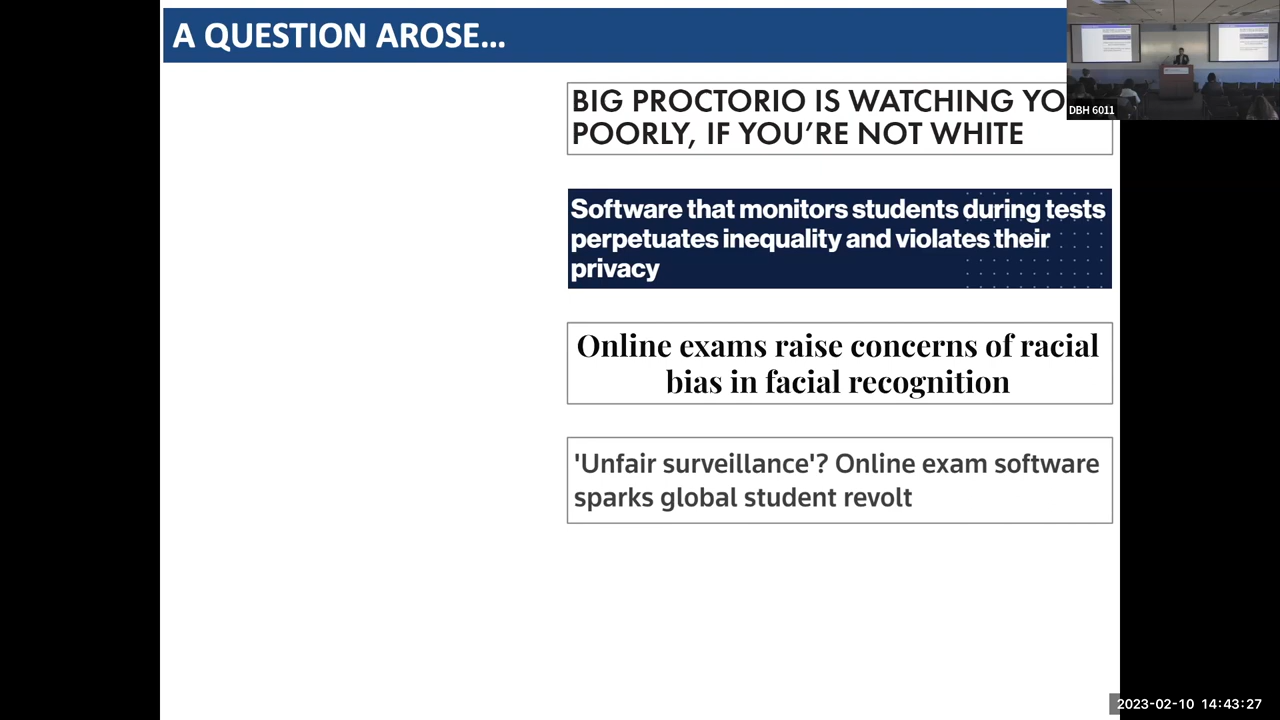 A QUESTION AROSE...
BIG PROCTORIO IS WATCHING
POORLY, IF YOU'RE NOT WHITE
DBH 6011
Software that monitors students during tests
perpetuates inequality and violates their
privacy
Online exams raise concerns of racial
bias in facial recognition
'Unfair surveillance'? Online exam software
sparks global student revolt
2023-02-10 14:43:27